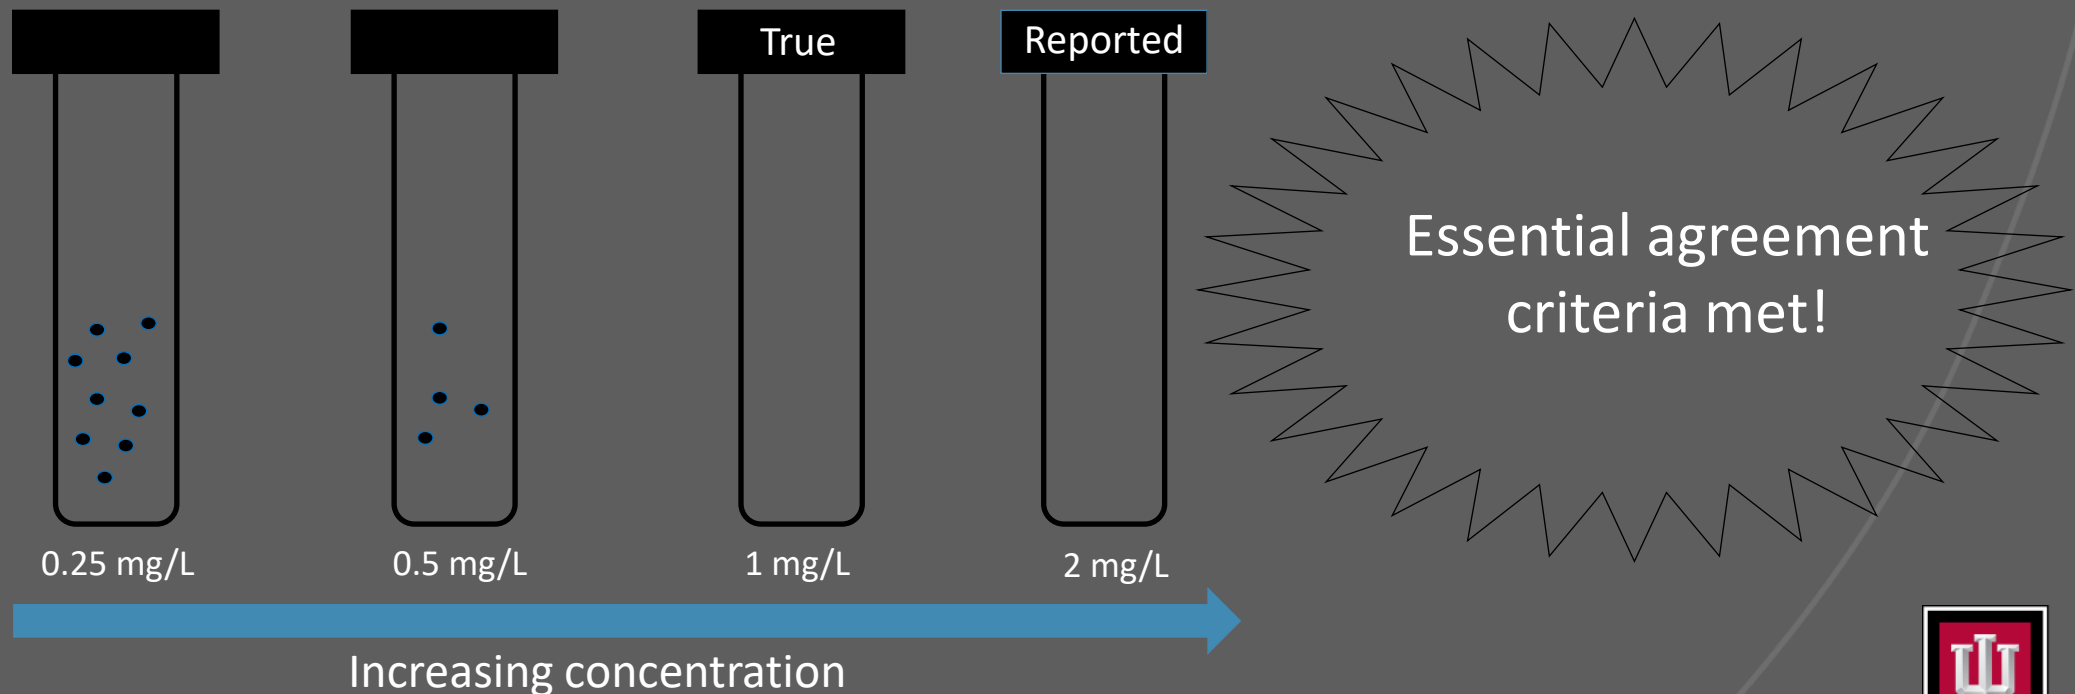 True
Reported
Essential agreement
criteria met!
0.25 mg/L
0.5 mg/L
1 mg/L
2 mg/L
Increasing concentration